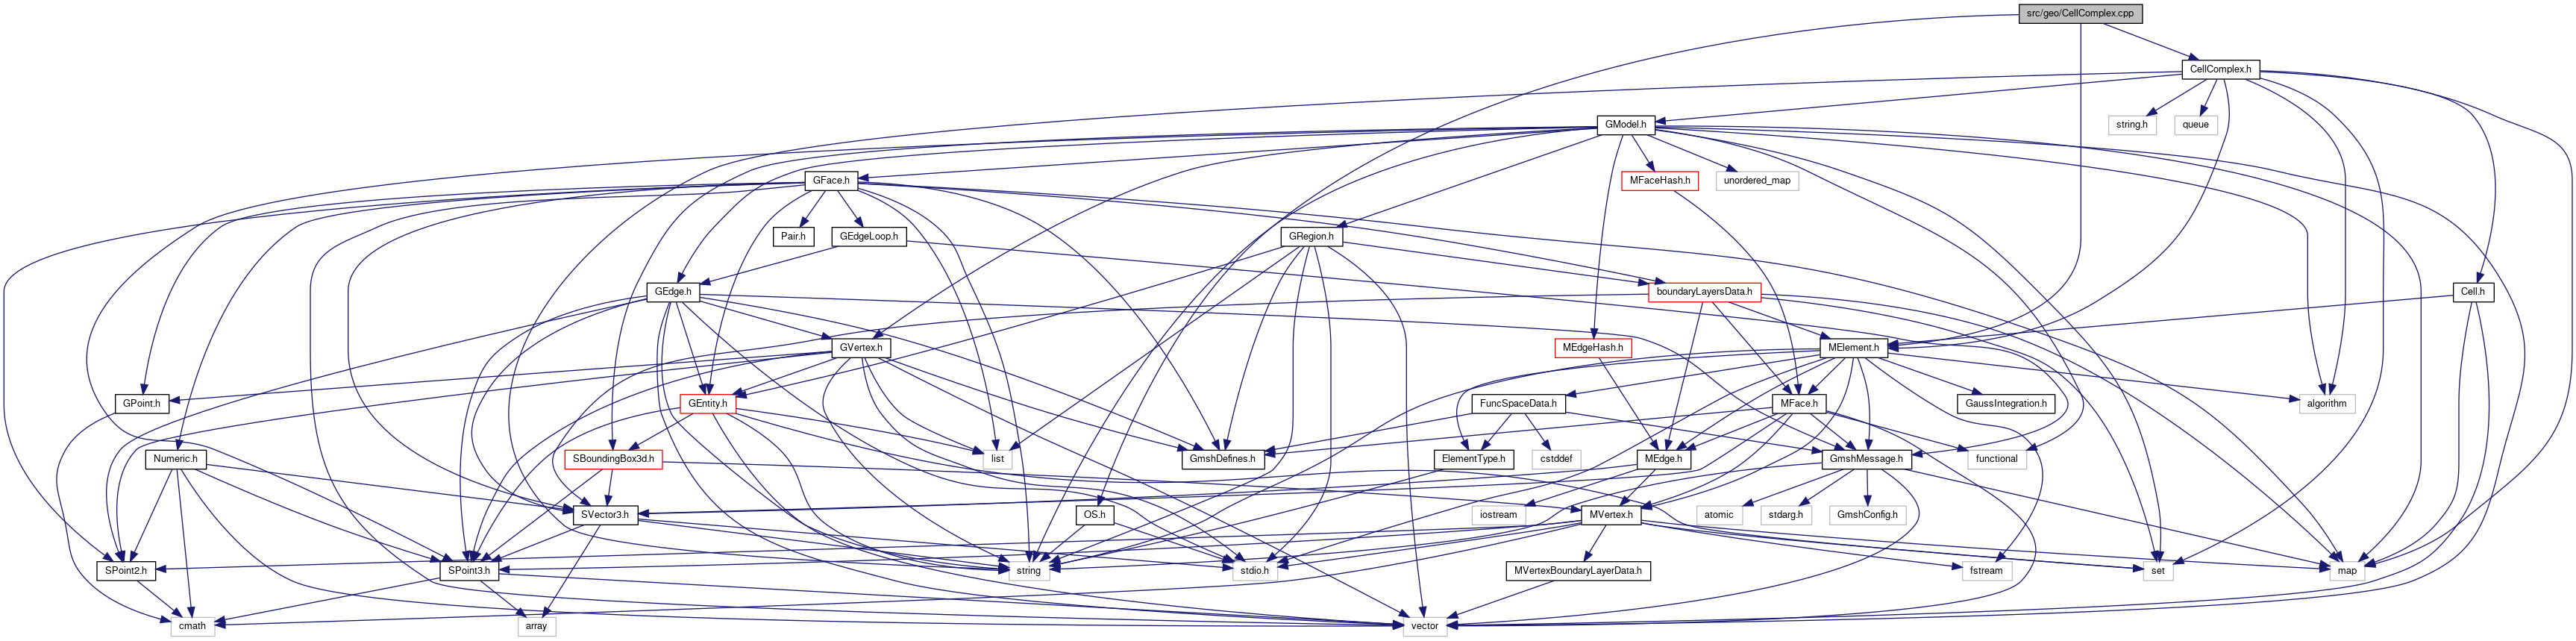 src/geo/CellComplex.cpp
CellComplex.h
GModel.h
string.h
queue
GFace.h
MFaceHash.h
unordered_map
Pair.h
GEdgeLoop.h
GRegion.h
GEdge.h
boundaryLayersData.h
Cell.h
GVertex.h
MEdgeHash.h
MElement.h
GPoint.h
GEntity.h
FuncSpaceData.h
MFace.h
GaussIntegration.h
algorithm
Numeric.h
SBoundingBox3d.h
list
GmshDefines.h
ElementType.h
cstddef
MEdge.h
GmshMessage.h
functional
SVector3.h
OS.h
iostream
MVertex.h
atomic
stdarg.h
GmshConfig.h
SPoint2.h
SPoint3.h
string
stdio.h
MVertexBoundaryLayerData.h
fstream
set
map
cmath
array
vector